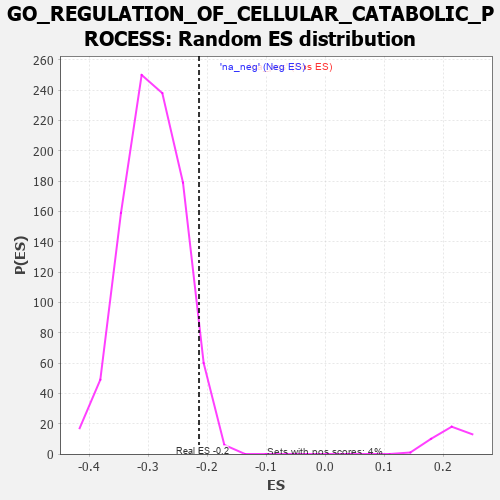 GO_REGULATION_OF_CELLULAR_CATABOLIC_P
ROCESS: Random ES distribution
'na_neg' (Neg ES)
s ES)
260
240
220
200
180
160
140
120
100
80
60
40
20
0
P(ES)
Real ES -0.2
Sets with pos scores: 4%
-0.4 -0.3 -0.2 -0.1 0.0 0.1 0.2
ES